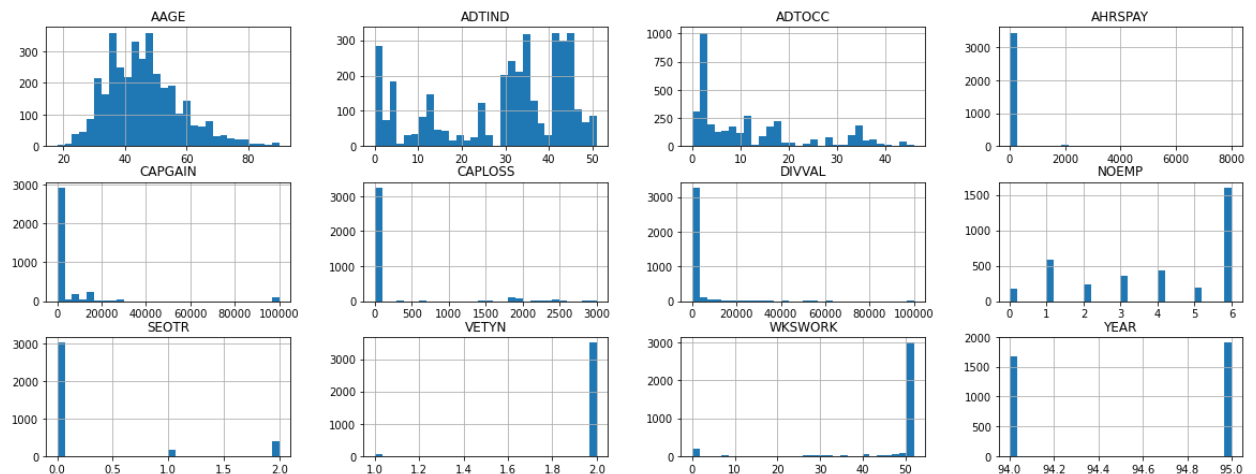 AAGE
300
200
100
0
20 40 60 80
ADTIND
300
200
100
0
0 10 20 30 40 50
ADTOCC
1000
750
500
250
0
0 10 20 30 40
AHRSPAY
3000
2000
1000
0
0 2000 4000 6000 8000
CAPGAIN
3000
2000
1000
0
0 20000 40000 60000 80000 100000
CAPLOSS
3000
2000
1000
0
0 500 1000 1500 2000 2500 3000
DIVVAL
3000
2000
1000
0
0 20000 40000 60000 80000 100000
NOEMP
1500
1000
500
0
0 1 2 3 4 5 6
SEOTR
3000
2000
1000
0
0.0 0.5 1.0 1.5 2.0
VETYN
3000
2000
1000
0
1.0 1.2 1.4 1.6 1.8 2.0
WKSWORK
3000
2000
1000
0
0 10 20 30 40 50
YEAR
2000
1500
1000
500
0
94.0 94.2 94.4 94.6 94.8 95.0